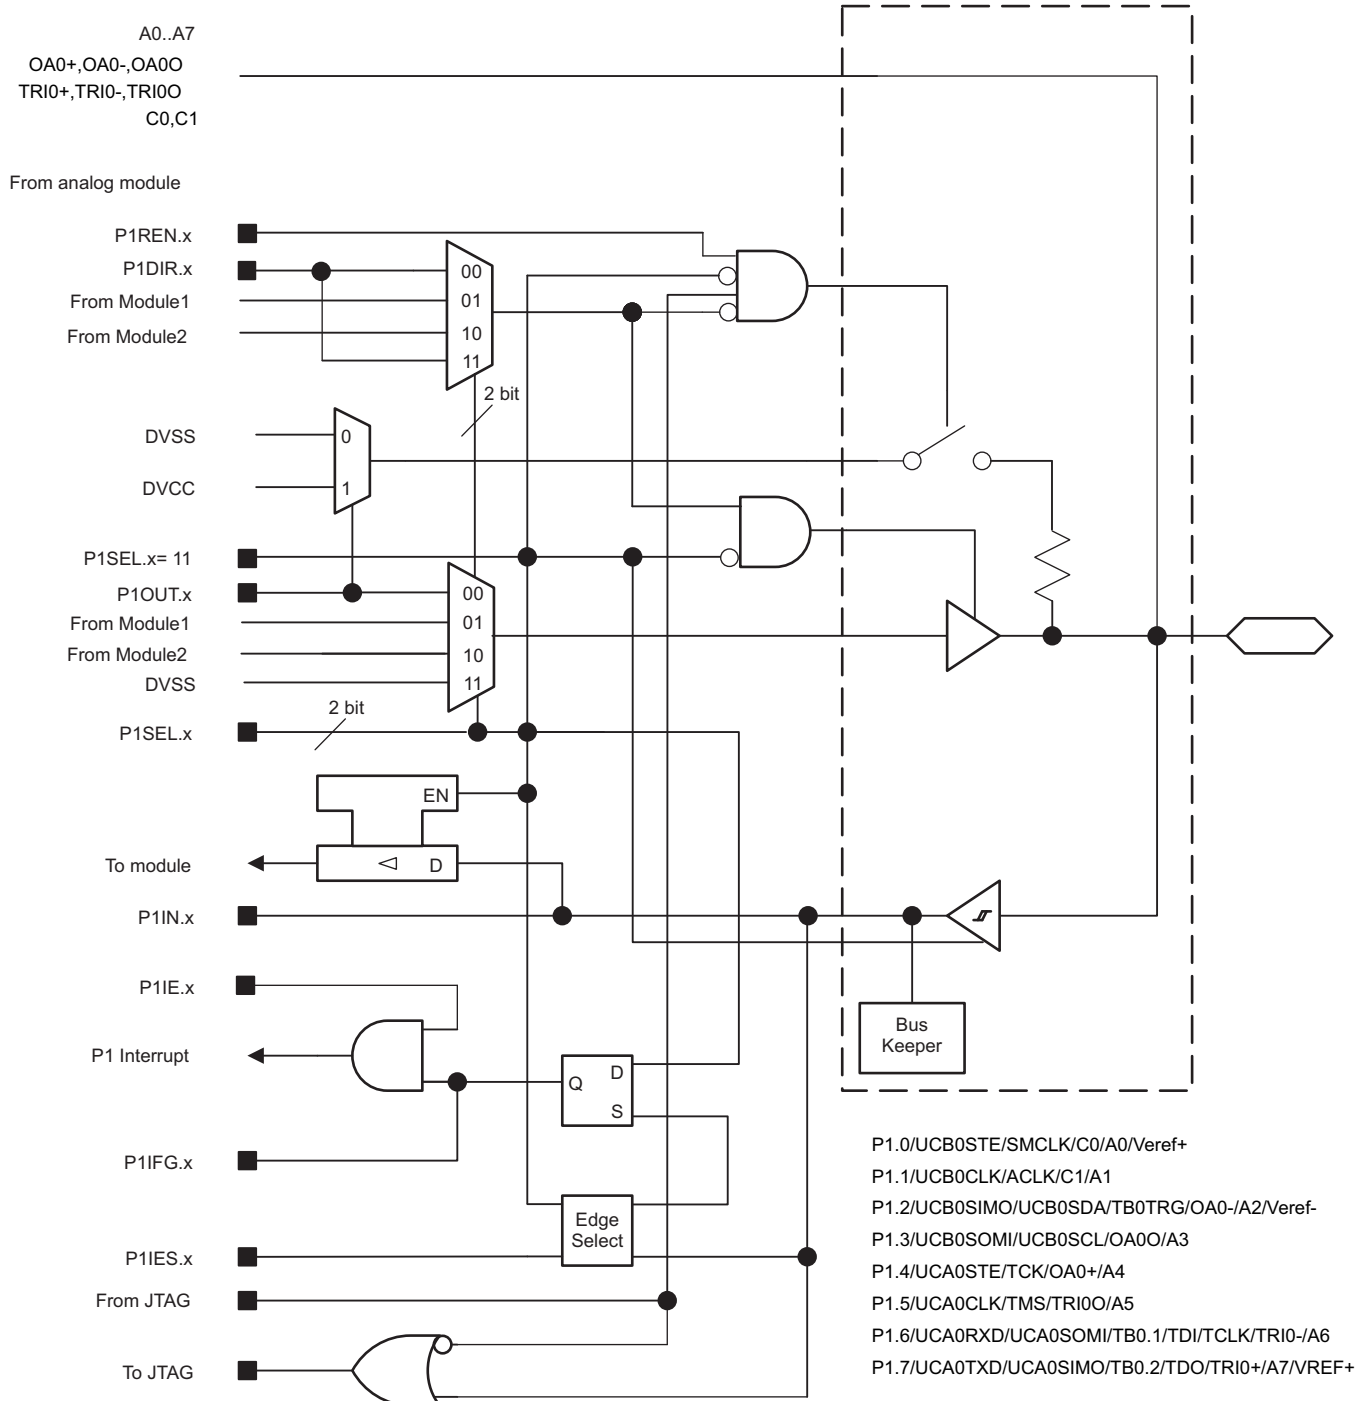 A0..A7
OA0+,OA0-,OA0O
TRI0+,TRI0-,TRI0O
C0,C1
From analog module
P1REN.x
P1DIR.x
From Module1
From Module2
00
01
10
11
2 bit
DVSS
DVCC
0
1
P1SEL.x= 11
P1OUT.x
From Module1
From Module2
DVSS
00
01
10
11
P1SEL.x
2 bit
EN
D
To module
P1IN.x
Bus
Keeper
P1IE.x
P1 Interrupt
Q
D
S
P1IFG.x
Edge
Select
P1IES.x
From JTAG
To JTAG
P1.0/UCB0STE/SMCLK/C0/A0/Veref+
P1.1/UCB0CLK/ACLK/C1/A1
P1.2/UCB0SIMO/UCB0SDA/TB0TRG/OA0-/A2/Veref-
P1.3/UCB0SOMI/UCB0SCL/OA0O/A3
P1.4/UCA0STE/TCK/OA0+/A4
P1.5/UCA0CLK/TMS/TRI0O/A5
P1.6/UCA0RXD/UCA0SOMI/TB0.1/TDI/TCLK/TRI0-/A6
P1.7/UCA0TXD/UCA0SIMO/TB0.2/TDO/TRI0+/A7/VREF+